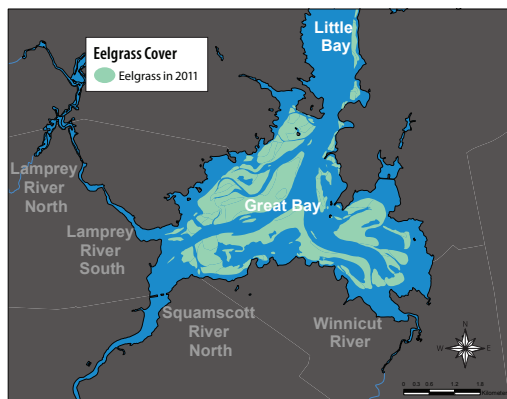 Little
Bay
Eelgrass Cover
Eelgrass in 2011
Lamprey
River
North
Great Bay
Lamprey
River
South
Squamscott
River
North
Winnicut
River
N
W E
S
0 0.3 0.6 1.2 1.8
Kilometers